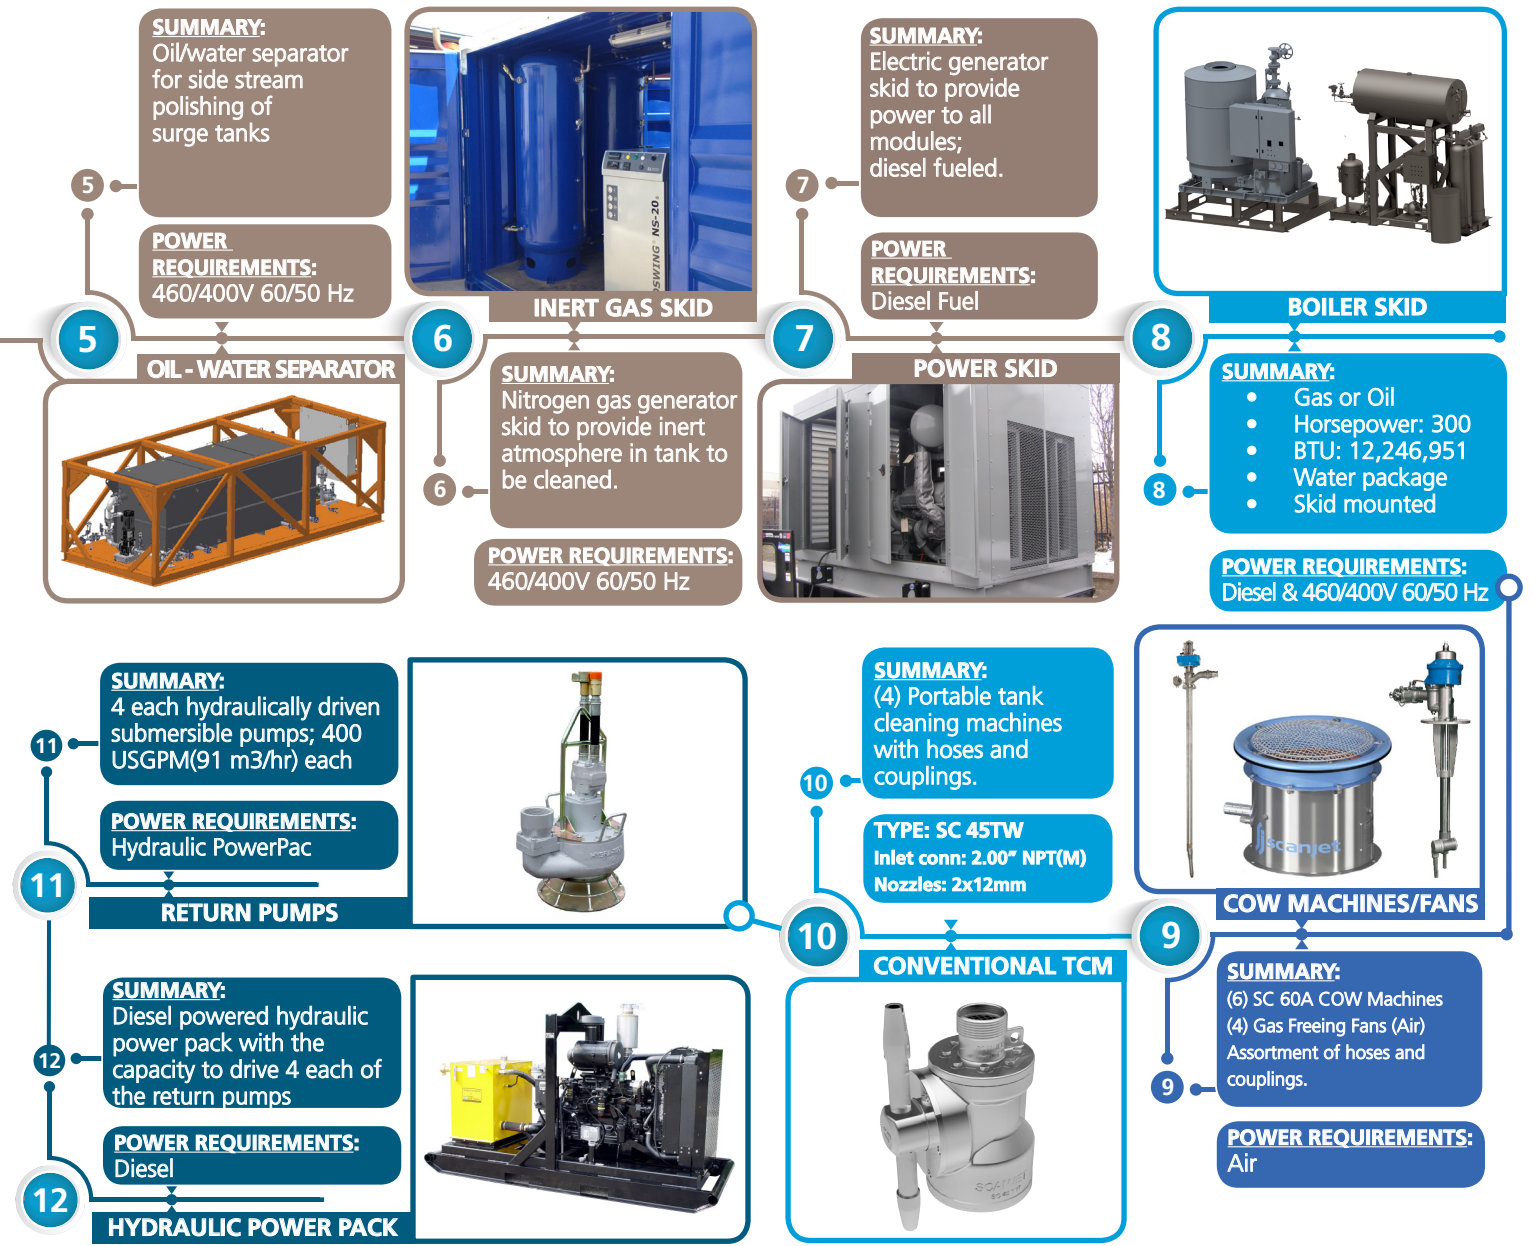 SUMMARY:
Oil/water separator
for side stream
polishing of
surge tanks
5
POWER
REQUIREMENTS:
460/400V 60/50 Hz
5
OIL - WATER SEPARATOR
NS-20
INERT GAS SKID
6
SUMMARY:
Nitrogen gas generator
skid to provide inert
atmosphere in tank to
be cleaned.
6
POWER REQUIREMENTS:
460/400V 60/50 Hz
SUMMARY:
Electric generator
skid to provide
power to all
modules;
diesel fueled.
7
POWER
REQUIREMENTS:
Diesel Fuel
7
POWER SKID
BOILER SKID
8
SUMMARY:
• Gas or Oil
• Horsepower: 300
• BTU: 12,246,951
• Water package
• Skid mounted
8
POWER REQUIREMENTS:
Diesel & 460/400V 60/50 Hz
scanjet
COW MACHINES/FANS
9
SUMMARY:
(6) SC 60A COW Machines
(4) Gas Freeing Fans (Air)
Assortment of hoses and
couplings.
9
POWER REQUIREMENTS:
Air
SUMMARY:
(4) Portable tank
cleaning machines
with hoses and
couplings.
10
TYPE: SC 45TW
Inlet conn: 2.00” NPT(M)
Nozzles: 2x12mm
10
CONVENTIONAL TCM
SCANJET
SUMMARY:
4 each hydraulically driven
submersible pumps; 400
USGPM(91 m3/hr) each
11
POWER REQUIREMENTS:
Hydraulic PowerPac
11
RETURN PUMPS
SUMMARY:
Diesel powered hydraulic
power pack with the
capacity to drive 4 each of
the return pumps
12
POWER REQUIREMENTS:
Diesel
12
HYDRAULIC POWER PACK